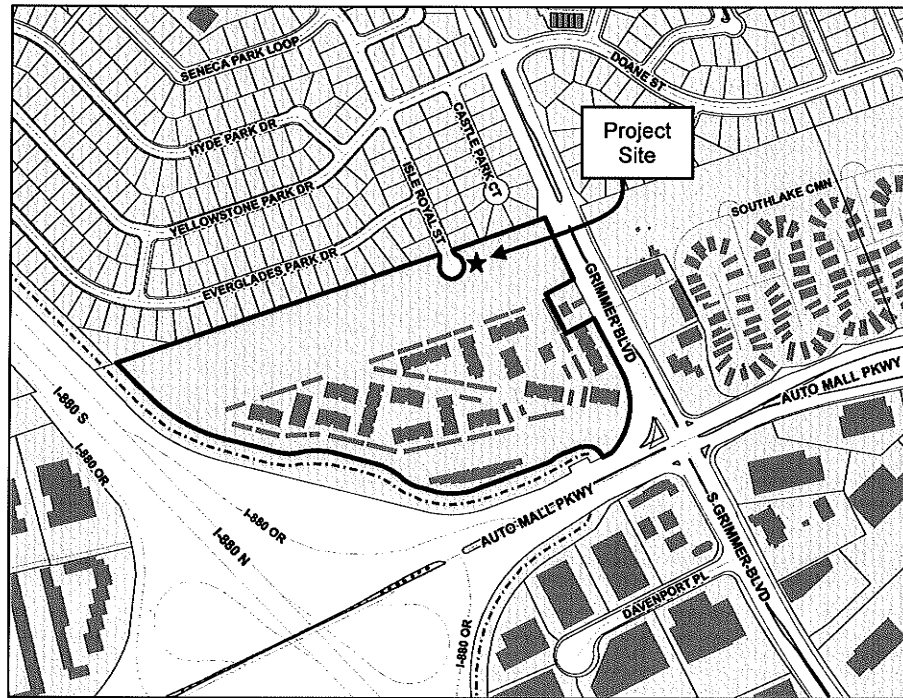 SENECA PARK LOOP
DOANE ST
HYDE PARK DR
CASTLE PARK CT
Project
Site
ISLE ROYAL ST
YELLOWSTONE PARK DR
SOUTHLAKE CMN
EVERGLADES PARK DR
GRIMMER BLVD
AUTO MALL PKWY
I-880 S
I-880 OR
I-880 OR
I-880 N
AUTO MALL PKWY
S GRIMMER BLVD
DAVENPORT PL
I-880 OR